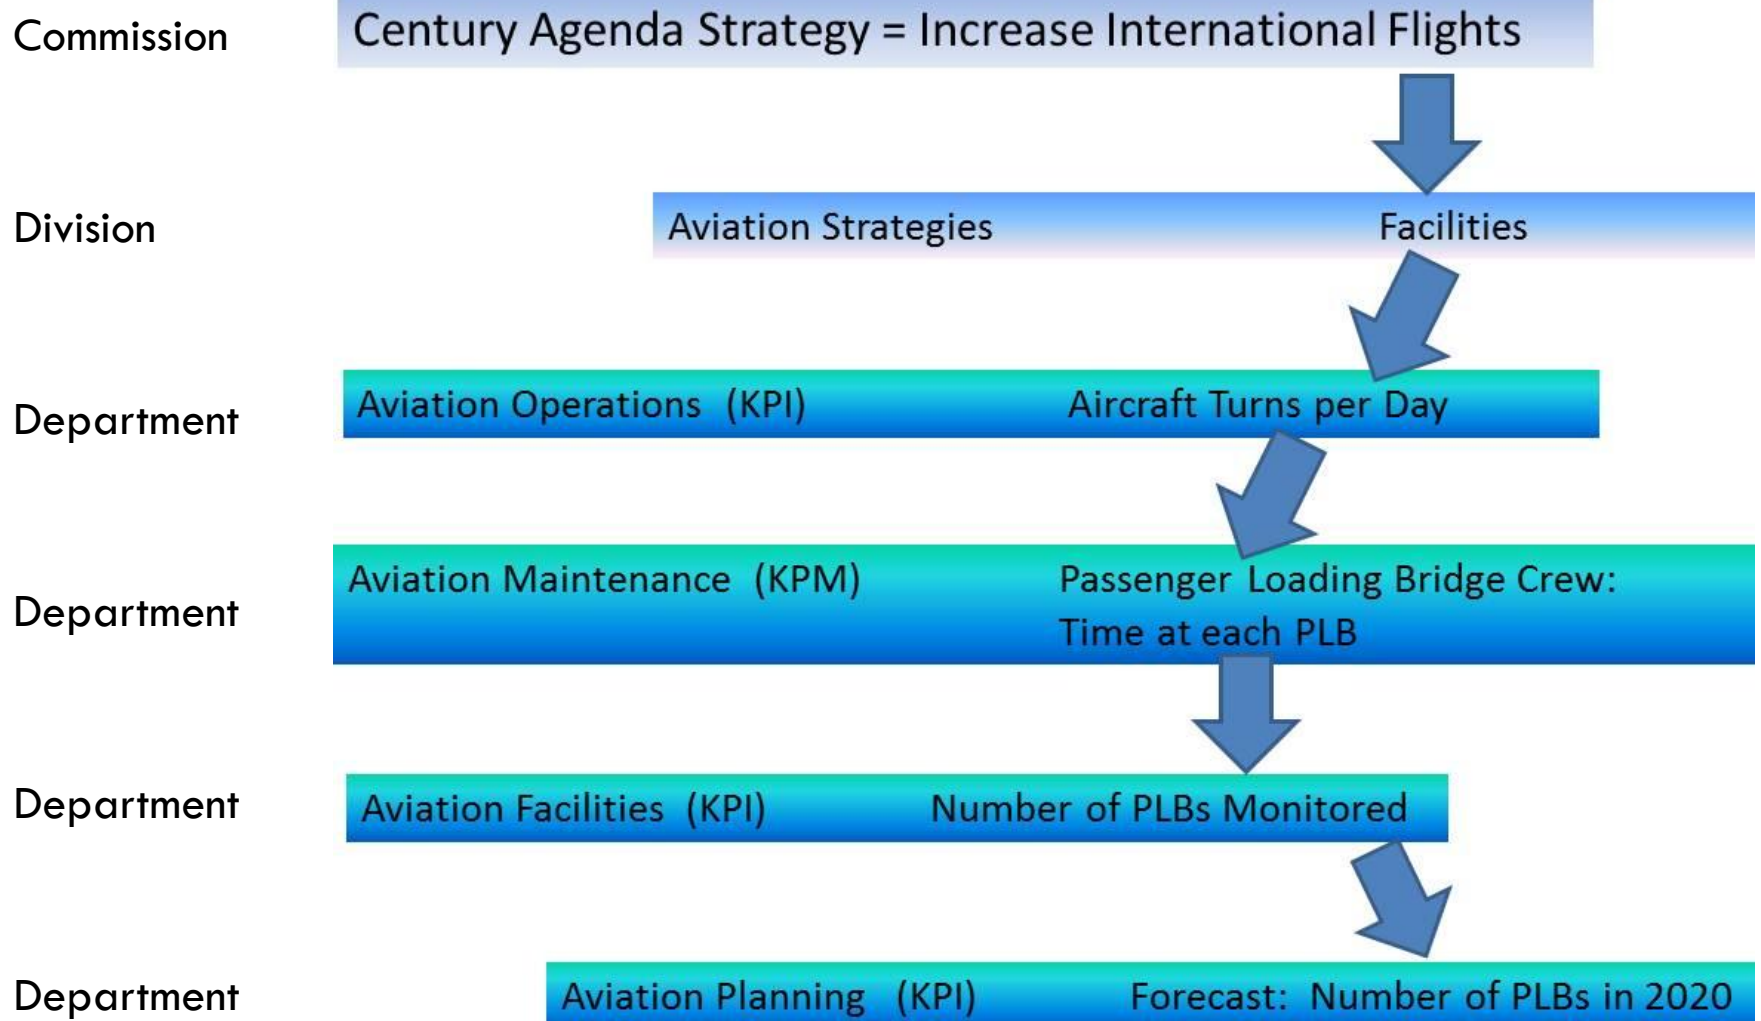 Commission
Century Agenda Strategy = Increase International Flights
Division
Aviation Strategies Facilities
Department
Aviation Operations (KPI) Aircraft Turns per Day
Department
Aviation Maintenance (KPM) Passenger Loading Bridge Crew:
Time at each PLB
Department
Aviation Facilities (KPI) Number of PLBs Monitored
Department
Aviation Planning (KPI) Forecast: Number of PLBs in 2020